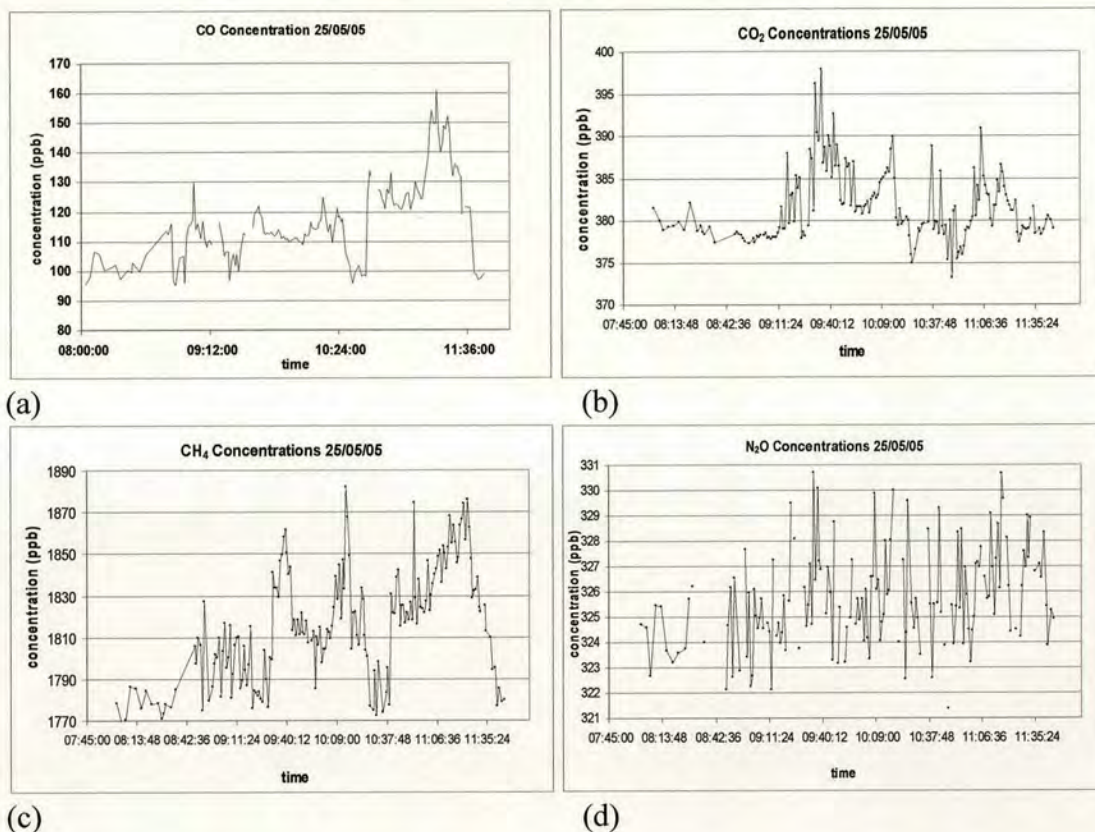 CO Concentration 25/05/05
concentration (ppb)
170
160
150
140
130
120
110
100
90
80
08:00:00 09:12:00 10:24:00 11:36:00
time
(a)
CO₂ Concentrations 25/05/05
concentration (ppb)
400
395
390
385
380
375
370
07:45:00 08:13:48 08:42:36 09:11:24 09:40:12 10:09:00 10:37:48 11:06:36 11:35:24
time
(b)
CH₄ Concentrations 25/05/05
concentration (ppb)
1890
1870
1850
1830
1810
1790
1770
07:45:00 08:13:48 08:42:36 09:11:24 09:40:12 10:09:00 10:37:48 11:06:36 11:35:24
time
(c)
N₂O Concentrations 25/05/05
concentration (ppb)
331
330
329
328
327
326
325
324
323
322
321
07:45:00 08:13:48 08:42:36 09:11:24 09:40:12 10:09:00 10:37:48 11:06:36 11:35:24
time
(d)